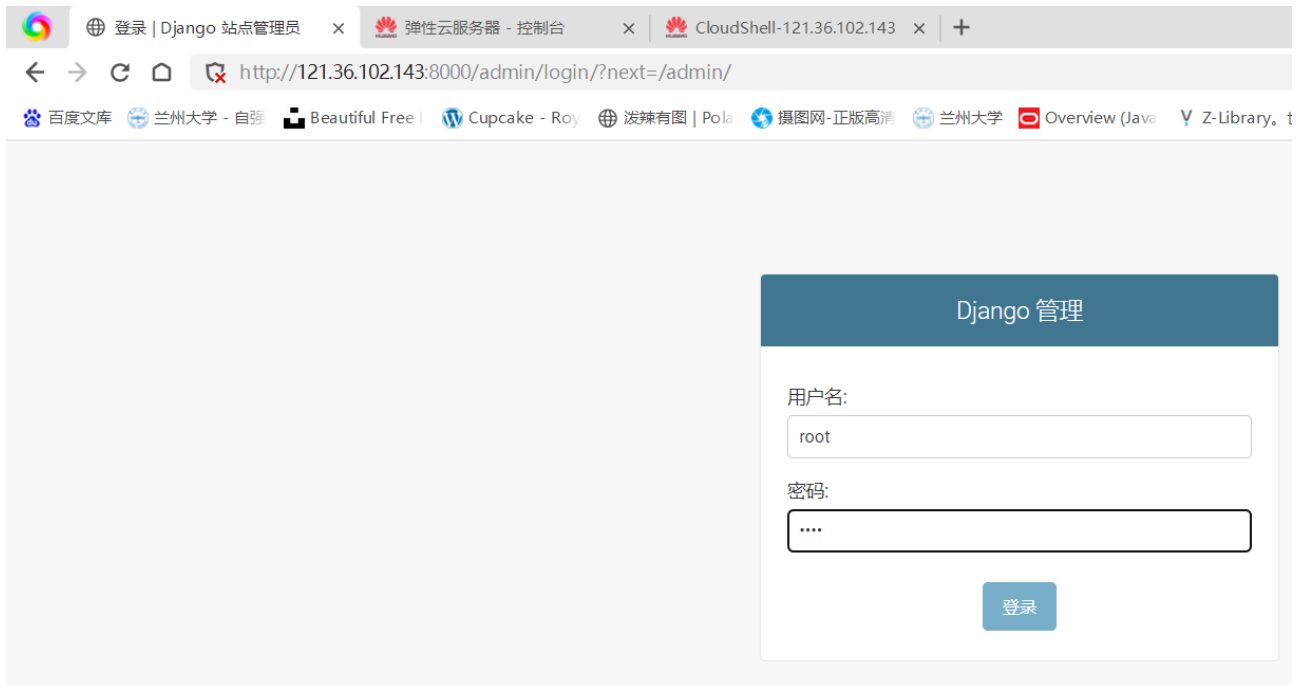 登录 | Django 站点管理员
弹性云服务器 - 控制台
CloudShell-121.36.102.143
http://121.36.102.143:8000/admin/login/?next=/admin/
百度文库 兰州大学 - 自强 Beautiful Free Cupcake - Roy 泼辣有图 | Pola 摄图网-正版高清 兰州大学 Overview (Java Z-Library。
Django 管理
用户名:
root
密码:
••••
登录